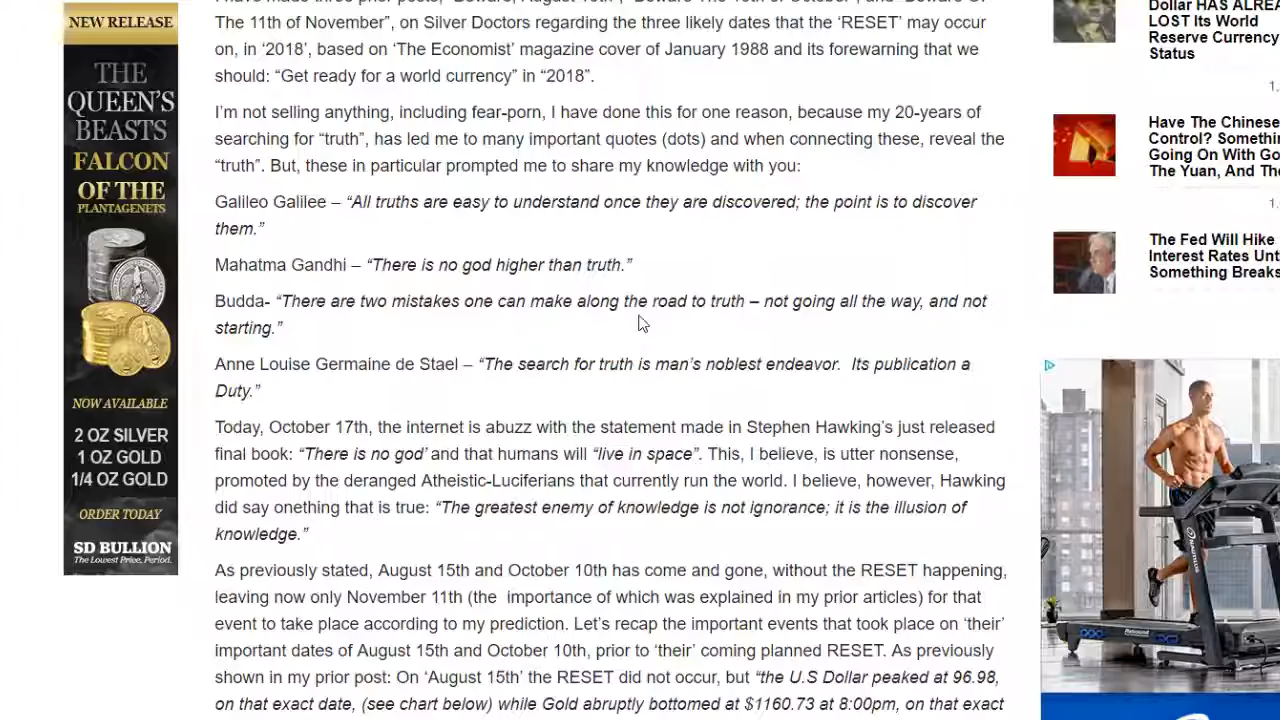 NEW RELEASE
THE
QUEEN'S
BEASTS
FALCON
OF THE
PLANTAGENETS
NOW AVAILABLE
2 OZ SILVER
1 OZ GOLD
1/4 OZ GOLD
ORDER TODAY
SD BULLION
The Lowest Price, Period.
The 11th of November”, on Silver Doctors regarding the three likely dates that the ‘RESET’ may occur
on, in ‘2018’, based on ‘The Economist’ magazine cover of January 1988 and its forewarning that we
should: “Get ready for a world currency” in “2018”.
I’m not selling anything, including fear-porn, I have done this for one reason, because my 20-years of
searching for “truth”, has led me to many important quotes (dots) and when connecting these, reveal the
“truth”. But, these in particular prompted me to share my knowledge with you:
Galileo Galilee – “All truths are easy to understand once they are discovered; the point is to discover
them.”
Mahatma Gandhi – “There is no god higher than truth.”
Budda- “There are two mistakes one can make along the road to truth – not going all the way, and not
starting.”
Anne Louise Germaine de Stael – “The search for truth is man’s noblest endeavor. Its publication a
Duty.”
Today, October 17th, the internet is abuzz with the statement made in Stephen Hawking’s just released
final book: “There is no god’ and that humans will “live in space”. This, I believe, is utter nonsense,
promoted by the deranged Atheistic-Luciferians that currently run the world. I believe, however, Hawking
did say onething that is true: “The greatest enemy of knowledge is not ignorance; it is the illusion of
knowledge.”
As previously stated, August 15th and October 10th has come and gone, without the RESET happening,
leaving now only November 11th (the importance of which was explained in my prior articles) for that
event to take place according to my prediction. Let’s recap the important events that took place on ‘their’
important dates of August 15th and October 10th, prior to ‘their’ coming planned RESET. As previously
shown in my prior post: On ‘August 15th’ the RESET did not occur, but “the U.S Dollar peaked at 96.98,
on that exact date, (see chart below) while Gold abruptly bottomed at $1160.73 at 8:00pm, on that exact
Dollar HAS
LOST Its World
Reserve Currency
Status
Have The Chinese
Control?
Going On With
The Yuan, And
The Fed Will Hike
Interest Rates
Something